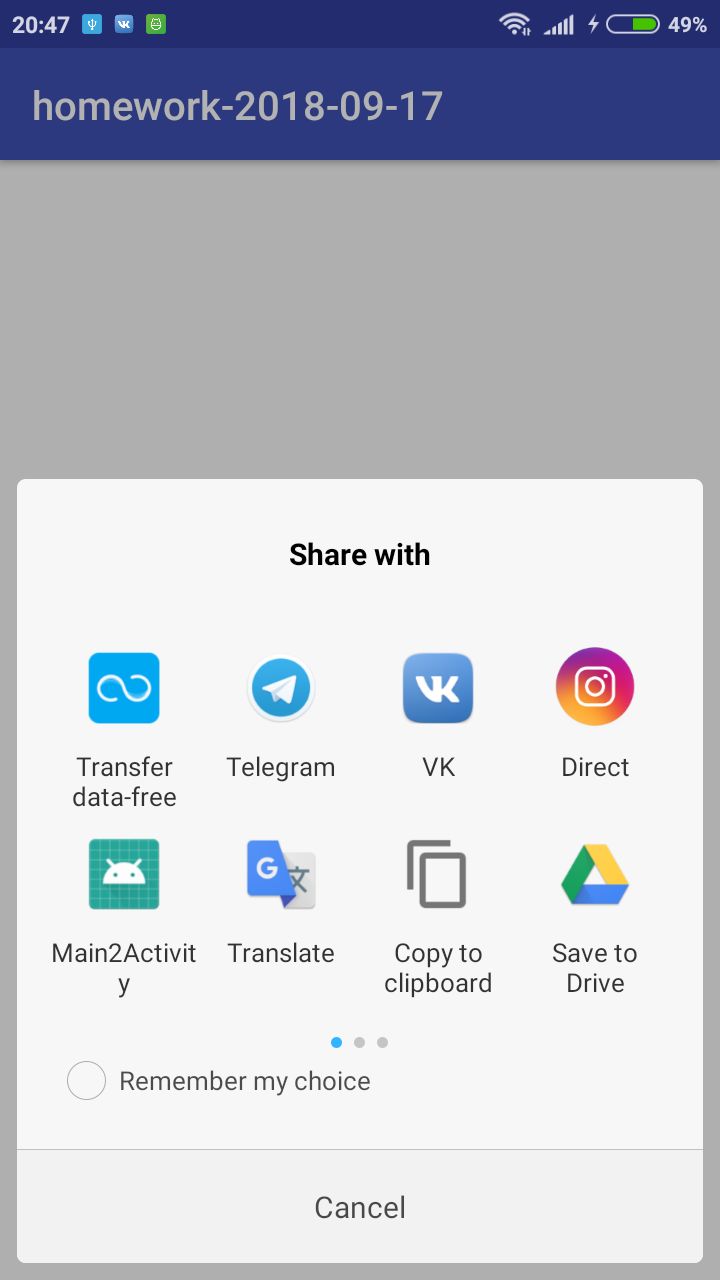 20:47 49%
homework-2018-09-17
Share with
Transfer data-free
Telegram
VK
Direct
Main2Activit
y
Translate
Copy to
clipboard
Save to
Drive
Remember my choice
Cancel